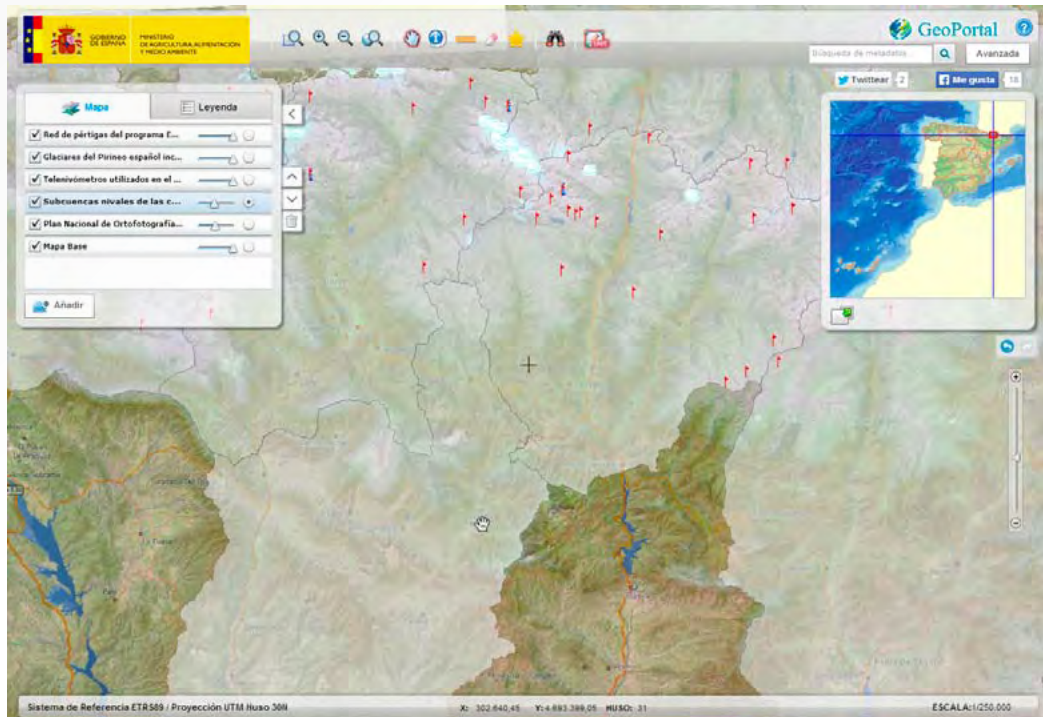 GOBIERNO
DE ESPAÑA
MINISTERIO
DE AGRICULTURA, ALIMENTACIÓN
Y MEDIO AMBIENTE
GeoPortal
?
Búsqueda de metadatos
Avanzada
Twittear 2
Me gusta 18
Mapa
Leyenda
Red de pértigas del programa E...
Glaciares del Pirineo español inc...
Telenivómetros utilizados en el ...
Subcuencas nivales de las c...
Plan Nacional de Ortofotografía...
Mapa Base
Añadir
Sistema de Referencia ETRS89 / Proyección UTM Huso 30N
X: 302.640,45 Y:4.693.399,05 HUSO: 31
ESCALA:1/250.000